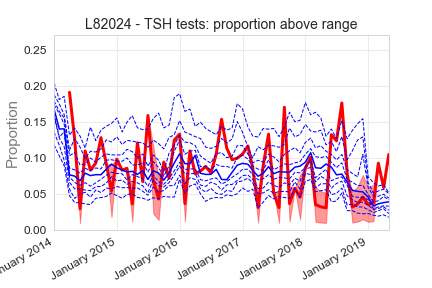 L82024 - TSH tests: proportion above range
Proportion
0.25
0.20
0.15
0.10
0.05
0.00
January 2015
January 2016
January 2017
January 2018
January 2019
2014